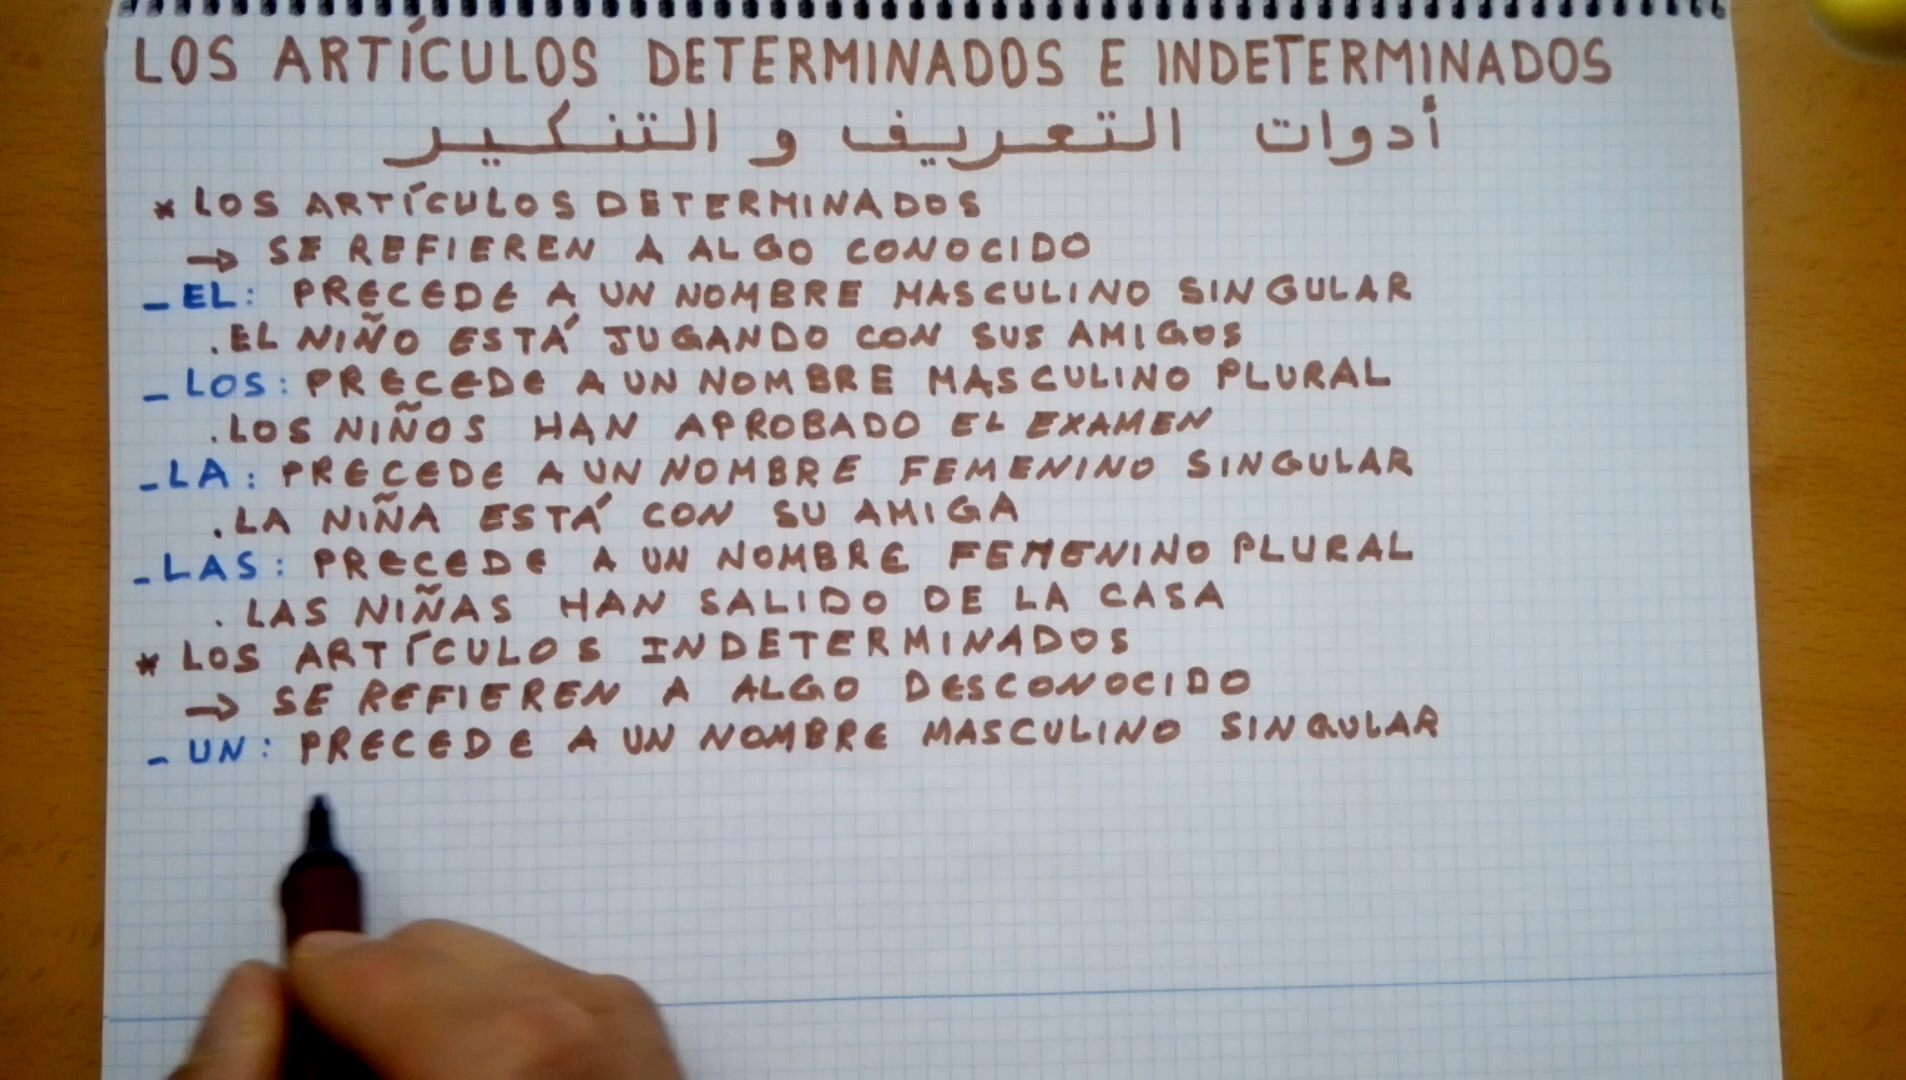 LOS ARTÍCULOS DETERMINADOS E INDETERMINADOS
أدوات التعريف و التنكير
* LOS ARTÍCULOS DETERMINADOS
→ SE REFIEREN A ALGO CONOCIDO
- EL: PRECEDE A UN NOMBRE MASCULINO SINGULAR
. EL NIÑO ESTÁ JUGANDO CON SUS AMIGOS
- LOS: PRECEDE A UN NOMBRE MASCULINO PLURAL
. LOS NIÑOS HAN APROBADO EL EXAMEN
- LA: PRECEDE A UN NOMBRE FEMENINO SINGULAR
. LA NIÑA ESTÁ CON SU AMIGA
- LAS: PRECEDE A UN NOMBRE FEMENINO PLURAL
. LAS NIÑAS HAN SALIDO DE LA CASA
* LOS ARTÍCULOS INDETERMINADOS
→ SE REFIEREN A ALGO DESCONOCIDO
- UN: PRECEDE A UN NOMBRE MASCULINO SINGULAR